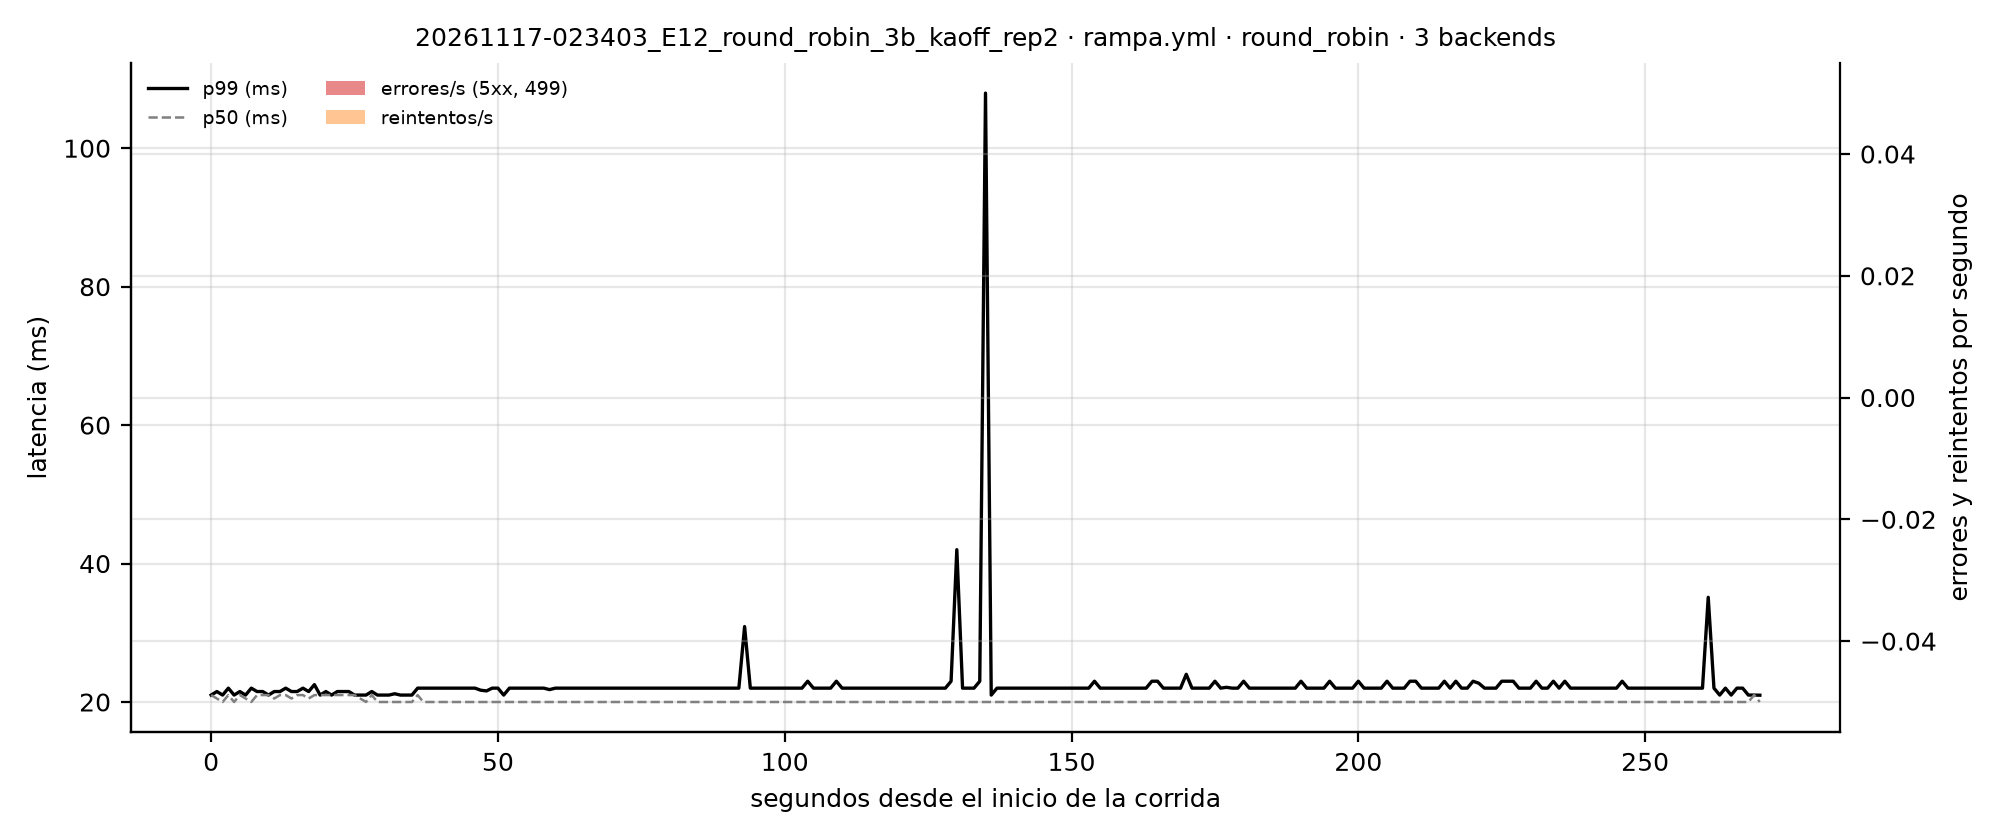 20261117-023403_E12_round_robin_3b_kaoff_rep2 · rampa.yml · round_robin · 3 backends
p99 (ms)
p50 (ms)
errores/s (5xx, 499)
reintentos/s
latencia (ms)
100
80
60
40
20
0.04
0.02
0.00
−0.02
−0.04
errores y reintentos por segundo
0
50
100
150
200
250
segundos desde el inicio de la corrida